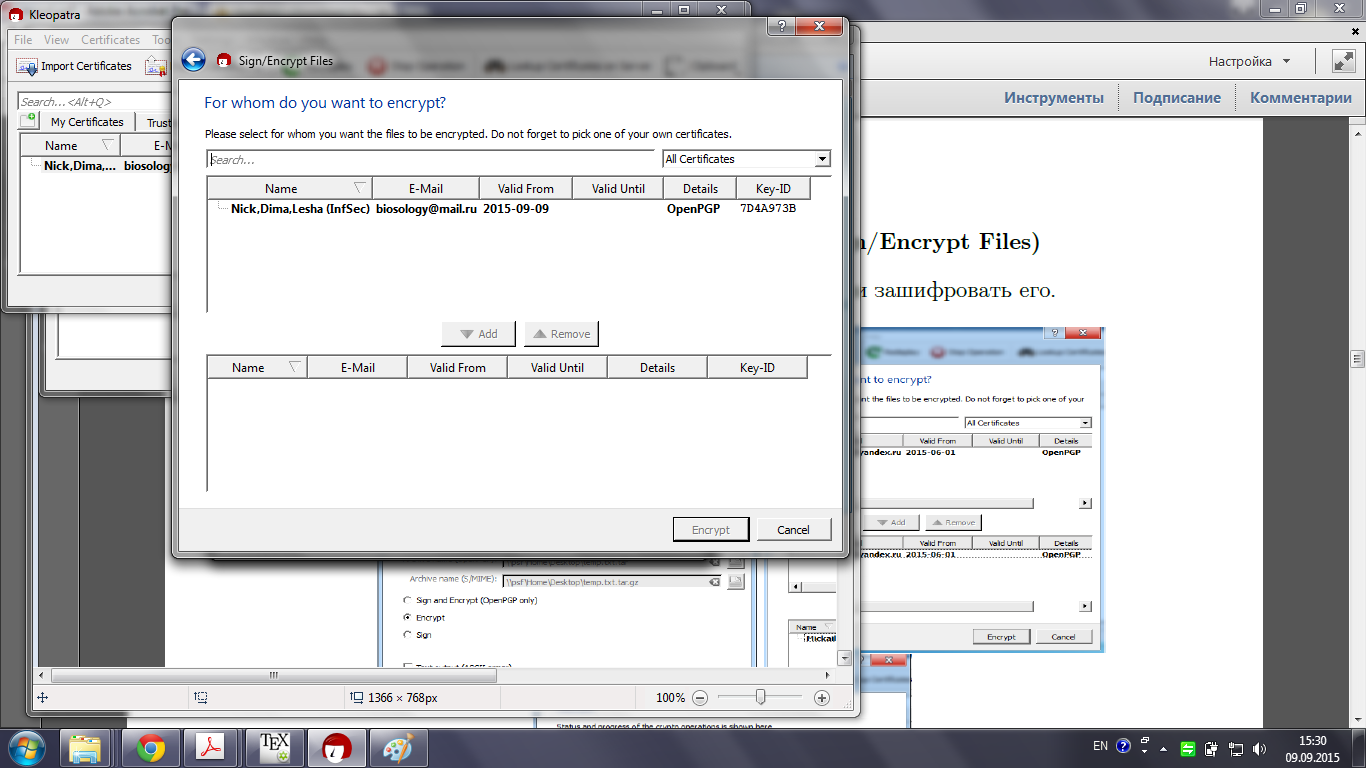 Kleopatra
File View Certificates
Import Certificates
Search...<Alt+Q>
My Certificates
Name
Nick,Dima,...
Sign/Encrypt Files
For whom do you want to encrypt?
Please select for whom you want the files to be encrypted. Do not forget to pick one of your own certificates.
Search...
All Certificates
Name E-Mail Valid From Valid Until Details Key-ID
Nick,Dima,Lesha (InfSec) biosology@mail.ru 2015-09-09 OpenPGP 7D4A973B
Add Remove
Name E-Mail Valid From Valid Until Details Key-ID
Encrypt Cancel
Настройка
Инструменты Подписание Комментарии
/Encrypt Files)
зашифровать его.
nt to encrypt?
the files to be encrypted. Do not forget to pick one of your
All Certificates
Valid From Valid Until Details
yandex.ru 2015-06-01 OpenPGP
Add Remove
Valid From Valid Until Details
yandex.ru 2015-06-01 OpenPGP
Encrypt Cancel
Archive name (S/MIME): \\psf\Home\Desktop\temp.txt.tar.gz
Sign and Encrypt (OpenPGP only)
Encrypt
Sign
Name
Mickail
1366 × 768px
100%
Status and progress of the crypto operations is shown here.
TEX
EN
15:30
09.09.2015